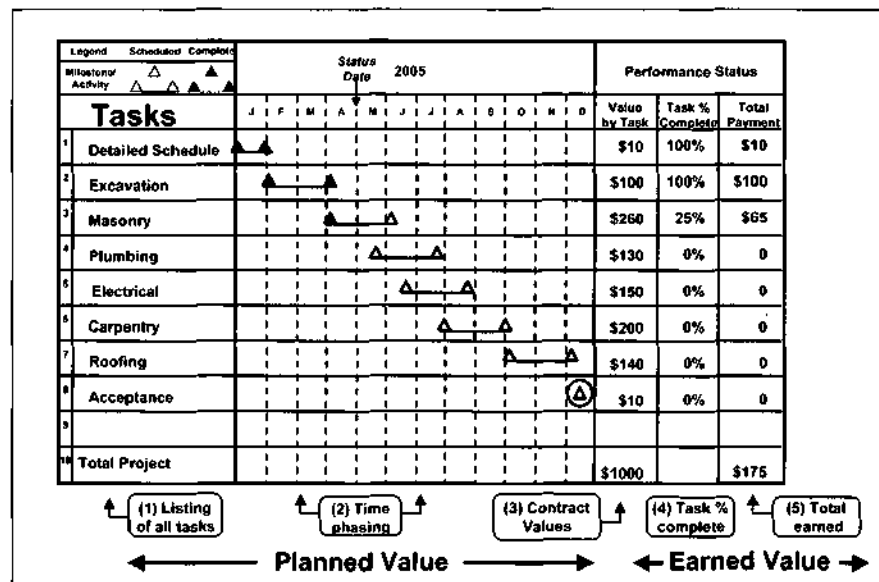 Legend Scheduled Complete
Milestone/
Activity
Status
Date
2005
Performance Status
Tasks
J F M A M J J A S O N D
Value
by Task
Task %
Complete
Total
Payment
1 Detailed Schedule $10 100% $10
2 Excavation $100 100% $100
3 Masonry $260 25% $65
4 Plumbing $130 0% 0
5 Electrical $150 0% 0
6 Carpentry $200 0% 0
7 Roofing $140 0% 0
8 Acceptance $10 0% 0
9
10 Total Project $1000 $175
(1) Listing
of all tasks
(2) Time
phasing
(3) Contract
Values
(4) Task %
complete
(5) Total
earned
Planned Value
Earned Value